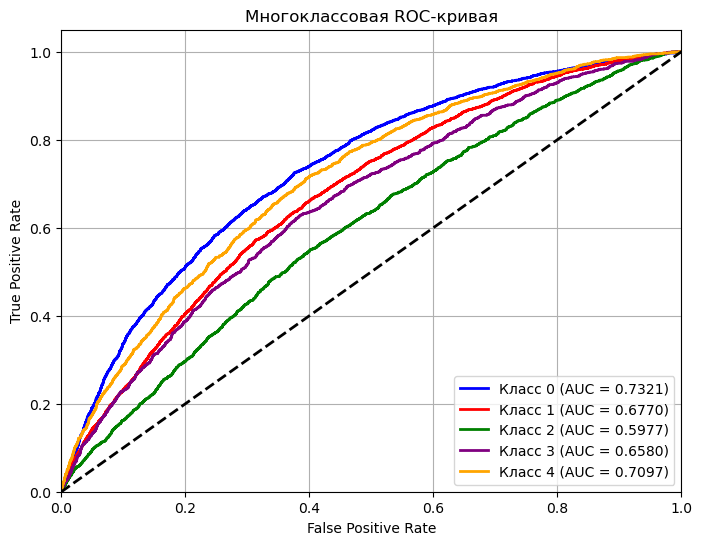 Многоклассовая ROC-кривая
True Positive Rate
1.0
0.8
0.6
0.4
0.2
0.0
0.0 0.2 0.4 0.6 0.8 1.0
False Positive Rate
Класс 0 (AUC = 0.7321)
Класс 1 (AUC = 0.6770)
Класс 2 (AUC = 0.5977)
Класс 3 (AUC = 0.6580)
Класс 4 (AUC = 0.7097)